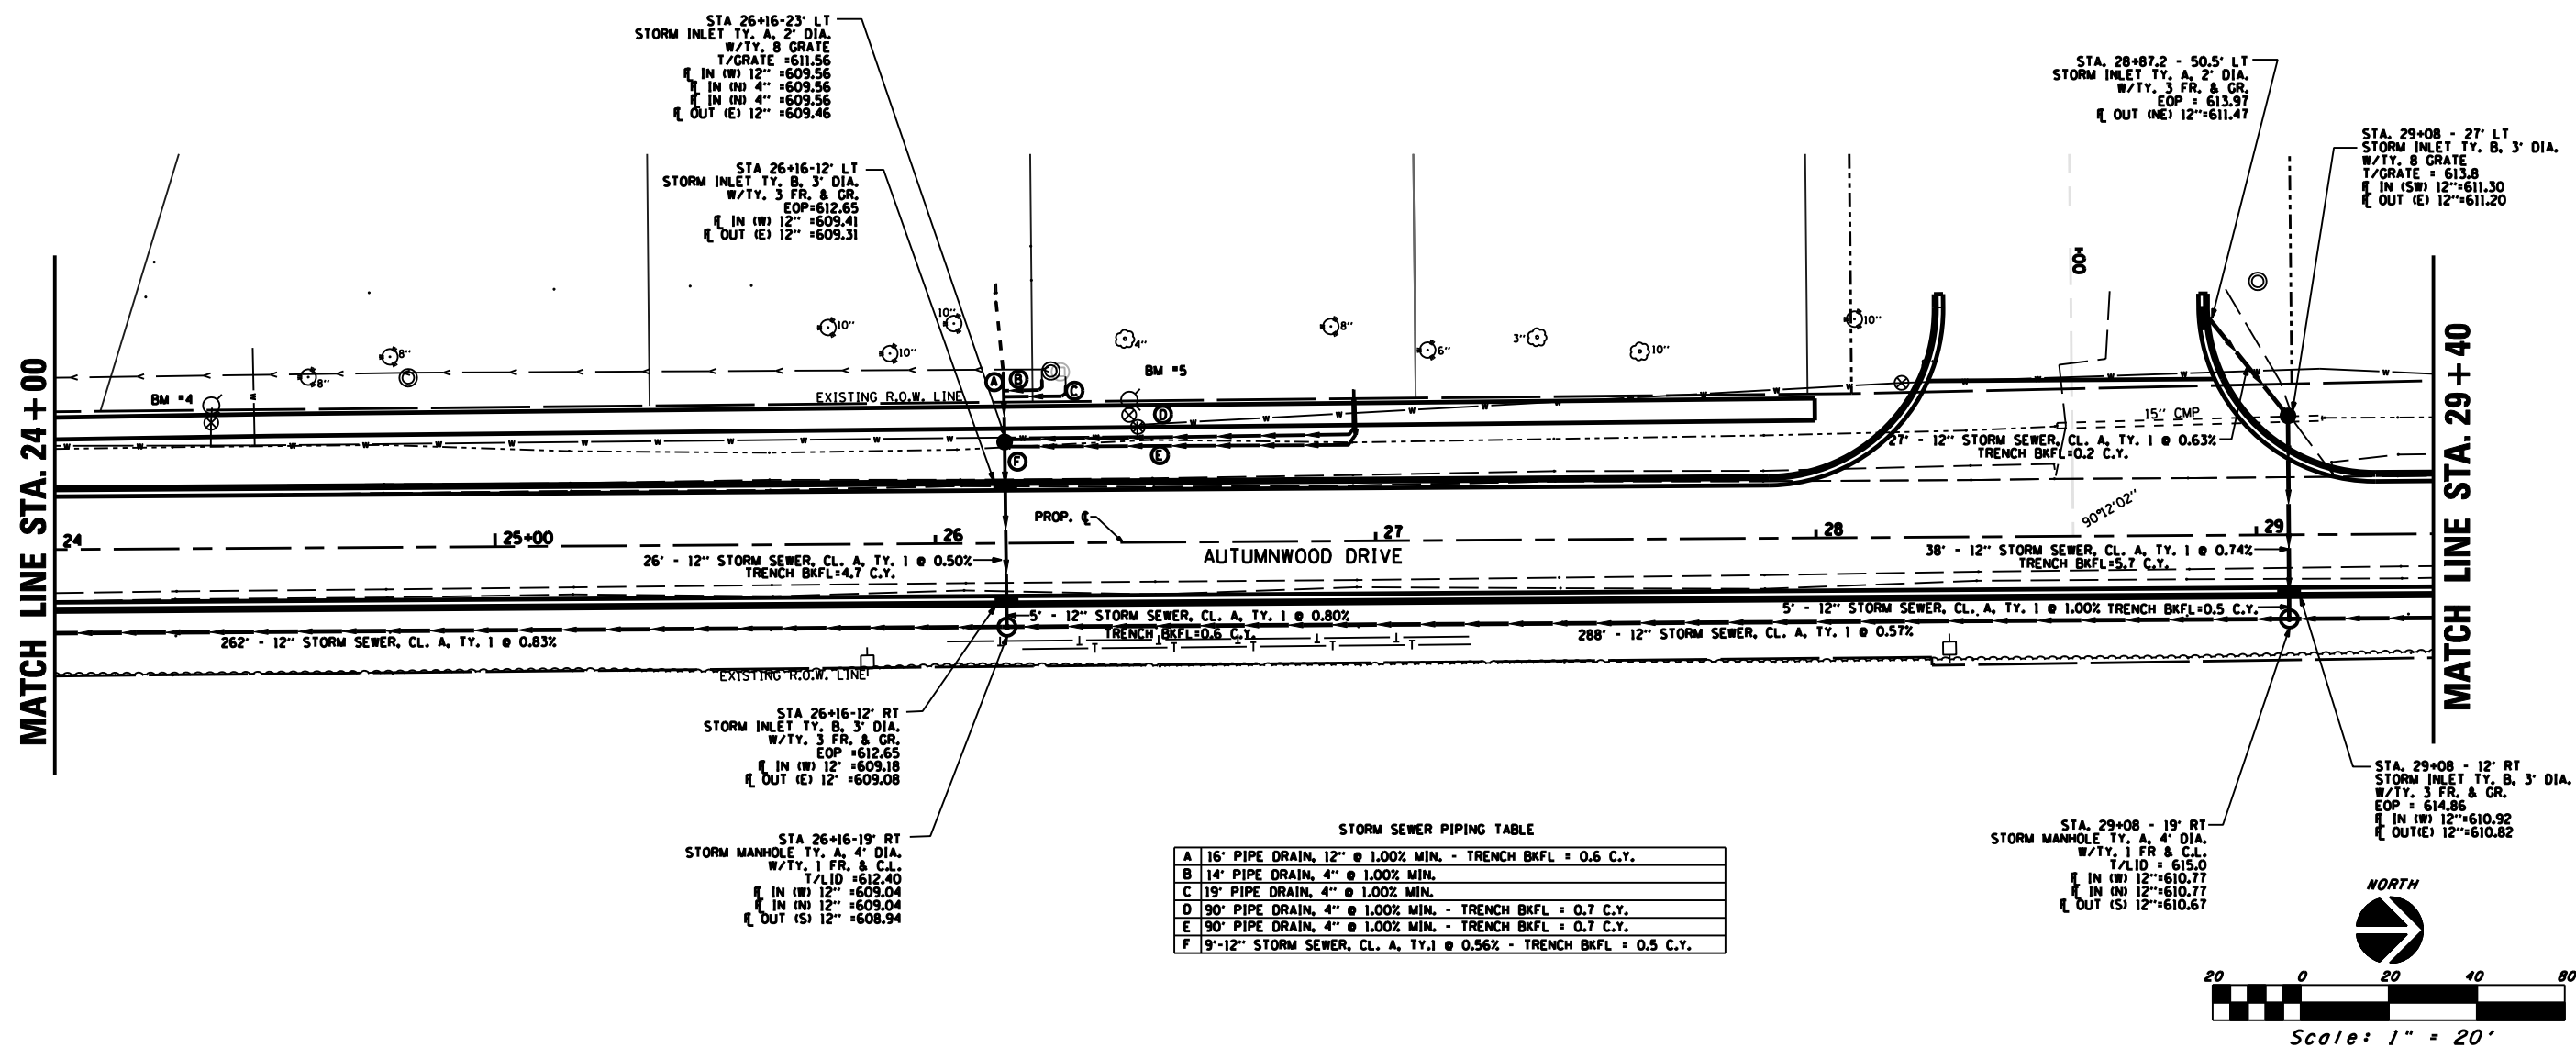 STA 26+16-23' LT
STORM INLET TY. A, 2' DIA.
W/TY. 8 GRATE
T/GRATE =611.56
℄ IN (W) 12'' =609.56
℄ IN (N) 4'' =609.56
℄ IN (N) 4'' =609.56
℄ OUT (E) 12'' =609.46
STA 26+16-12' LT
STORM INLET TY. B, 3' DIA.
W/TY. 3 FR. & GR.
EOP=612.65
℄ IN (W) 12'' =609.41
℄ OUT (E) 12'' =609.31
STA. 28+87.2 - 50.5' LT
STORM INLET TY. A, 2' DIA.
W/TY. 3 FR. & GR.
EOP = 613.97
℄ OUT (NE) 12''=611.47
STA. 29+08 - 27' LT
STORM INLET TY. B, 3' DIA.
W/TY. 8 GRATE
T/GRATE = 613.8
℄ IN (SW) 12''=611.30
℄ OUT (E) 12''=611.20
MATCH LINE STA. 24+00
MATCH LINE STA. 29+40
8''
8''
10''
10''
10''
4''
8''
6''
3''
10''
10''
BM #4
BM #5
EXISTING R.O.W. LINE
A
B
C
D
E
F
15'' CMP
27' - 12'' STORM SEWER, CL. A, TY. 1 @ 0.63%
TRENCH BKFL=0.2 C.Y.
90°12'02''
24
25+00
26
27
28
29
PROP. ℄
AUTUMNWOOD DRIVE
26' - 12'' STORM SEWER, CL. A, TY. 1 @ 0.50%
TRENCH BKFL=4.7 C.Y.
38' - 12'' STORM SEWER, CL. A, TY. 1 @ 0.74%
TRENCH BKFL=5.7 C.Y.
5' - 12'' STORM SEWER, CL. A, TY. 1 @ 0.80%
TRENCH BKFL=0.6 C.Y.
5' - 12'' STORM SEWER, CL. A, TY. 1 @ 1.00% TRENCH BKFL=0.5 C.Y.
262' - 12'' STORM SEWER, CL. A, TY. 1 @ 0.83%
288' - 12'' STORM SEWER, CL. A, TY. 1 @ 0.57%
EXISTING R.O.W. LINE
STA 26+16-12' RT
STORM INLET TY. B, 3' DIA.
W/TY. 3 FR. & GR.
EOP =612.65
℄ IN (W) 12' =609.18
℄ OUT (E) 12' =609.08
STA 26+16-19' RT
STORM MANHOLE TY. A, 4' DIA.
W/TY. 1 FR. & C.L.
T/LID =612.40
℄ IN (W) 12'' =609.04
℄ IN (N) 12'' =609.04
℄ OUT (S) 12'' =608.94
STORM SEWER PIPING TABLE
A 16' PIPE DRAIN, 12'' @ 1.00% MIN. - TRENCH BKFL = 0.6 C.Y.
B 14' PIPE DRAIN, 4'' @ 1.00% MIN.
C 19' PIPE DRAIN, 4'' @ 1.00% MIN.
D 90' PIPE DRAIN, 4'' @ 1.00% MIN. - TRENCH BKFL = 0.7 C.Y.
E 90' PIPE DRAIN, 4'' @ 1.00% MIN. - TRENCH BKFL = 0.7 C.Y.
F 9'-12'' STORM SEWER, CL. A, TY.1 @ 0.56% - TRENCH BKFL = 0.5 C.Y.
STA. 29+08 - 12' RT
STORM INLET TY. B, 3' DIA.
W/TY. 3 FR. & GR.
EOP = 614.86
℄ IN (W) 12''=610.92
℄ OUT(E) 12''=610.82
STA. 29+08 - 19' RT
STORM MANHOLE TY. A, 4' DIA.
W/TY. 1 FR & C.L.
T/LID = 615.0
℄ IN (W) 12''=610.77
℄ IN (N) 12''=610.77
℄ OUT (S) 12''=610.67
NORTH
20 0 20 40 80
Scale: 1" = 20'